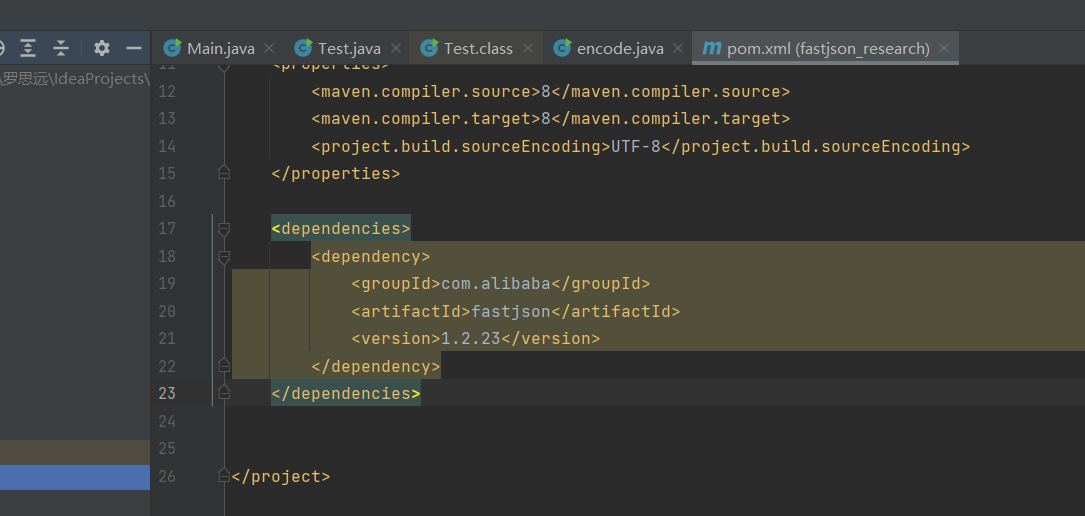 Main.java
Test.java
Test.class
encode.java
pom.xml (fastjson_research)
\罗思远\IdeaProjects\
11 <properties>
12 <maven.compiler.source>8</maven.compiler.source>
13 <maven.compiler.target>8</maven.compiler.target>
14 <project.build.sourceEncoding>UTF-8</project.build.sourceEncoding>
15 </properties>
16
17 <dependencies>
18 <dependency>
19 <groupId>com.alibaba</groupId>
20 <artifactId>fastjson</artifactId>
21 <version>1.2.23</version>
22 </dependency>
23 </dependencies>
24
25
26 </project>